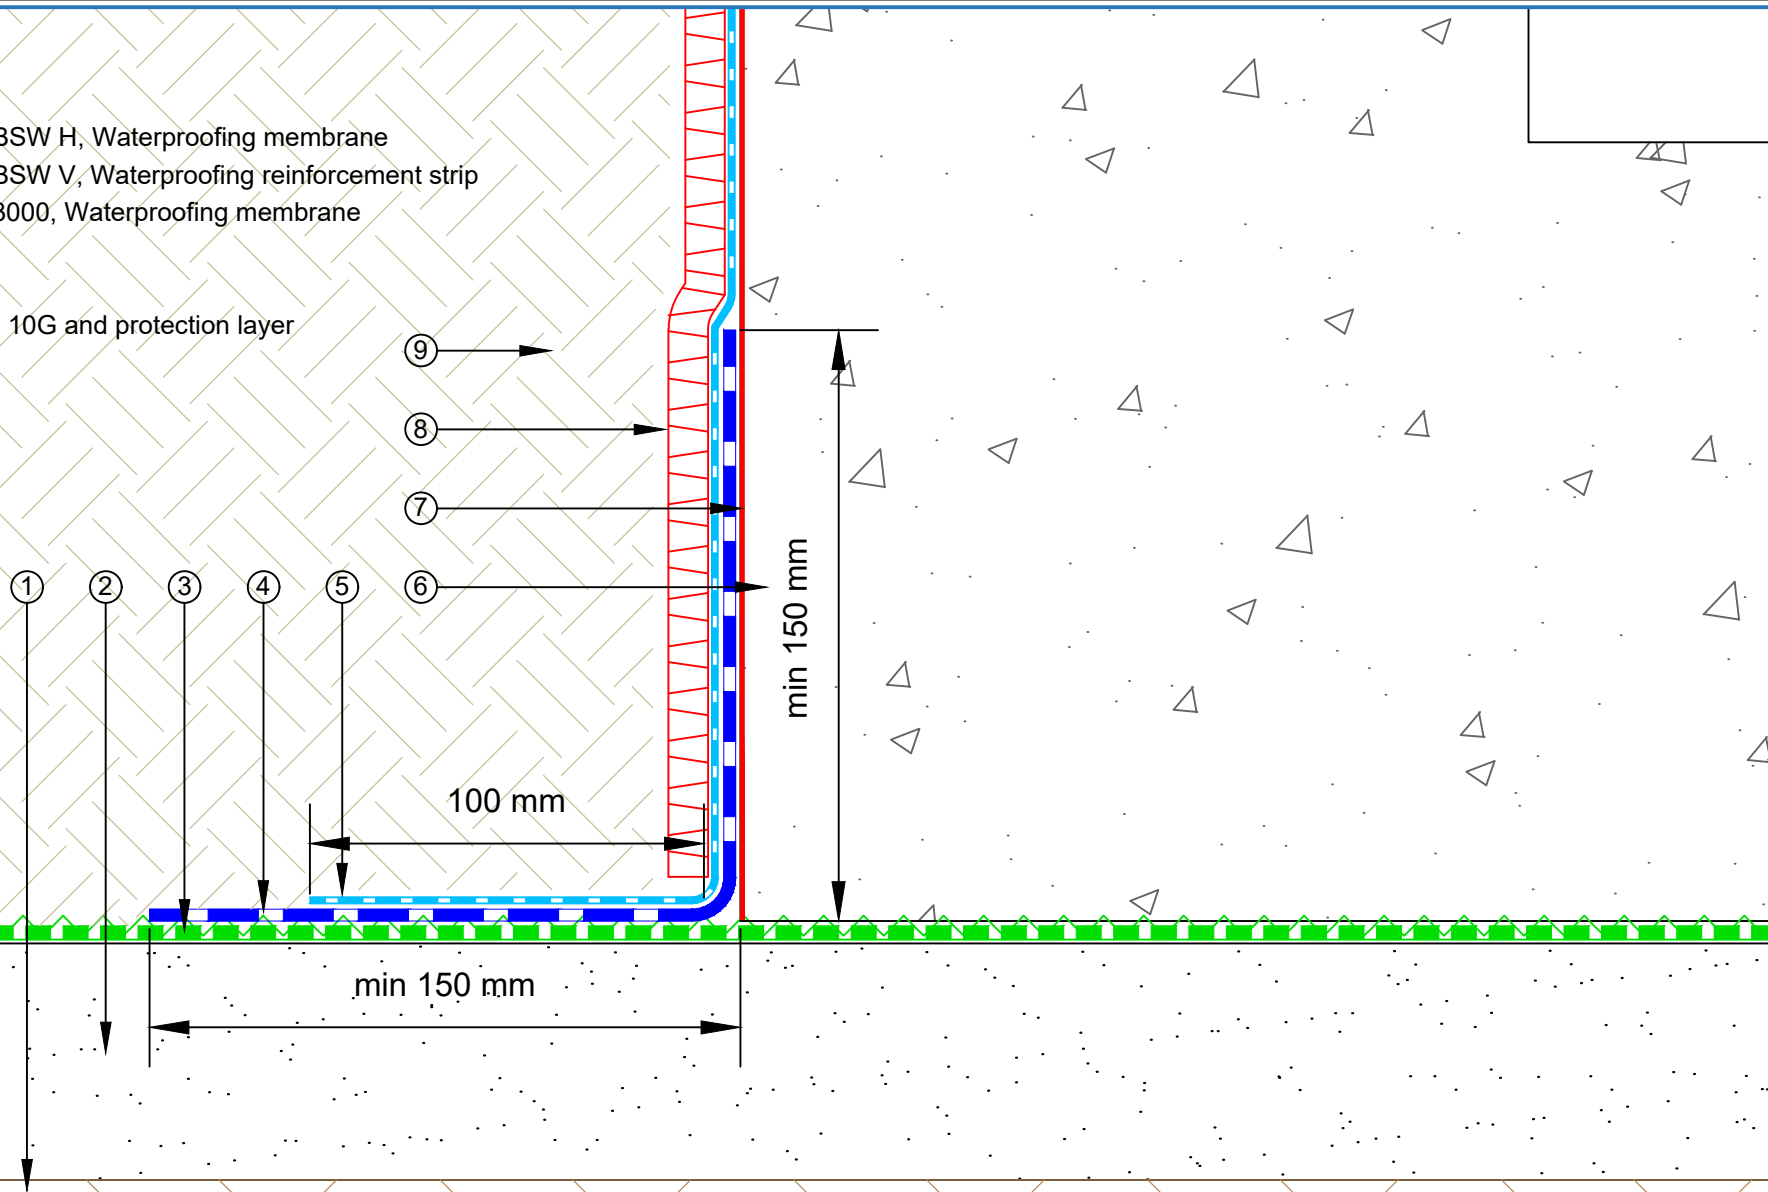 BSW H, Waterproofing membrane
BSW V, Waterproofing reinforcement strip
3000, Waterproofing membrane
10G and protection layer
9
8
7
1 2 3 4 5 6
min 150 mm
100 mm
min 150 mm